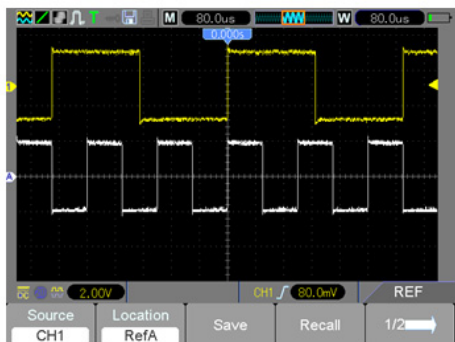 T M 80.0us W 80.0us
0.000s
1
A
DC 2.00V CH1 80.0mV REF
Source Location Save Recall 1/2
CH1 RefA